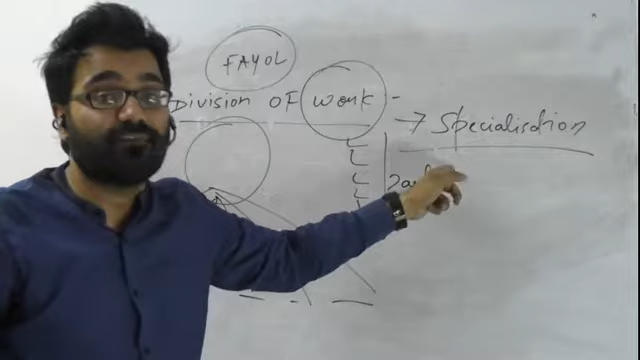 FAYOL
Division OF Work -
→ Specialisation